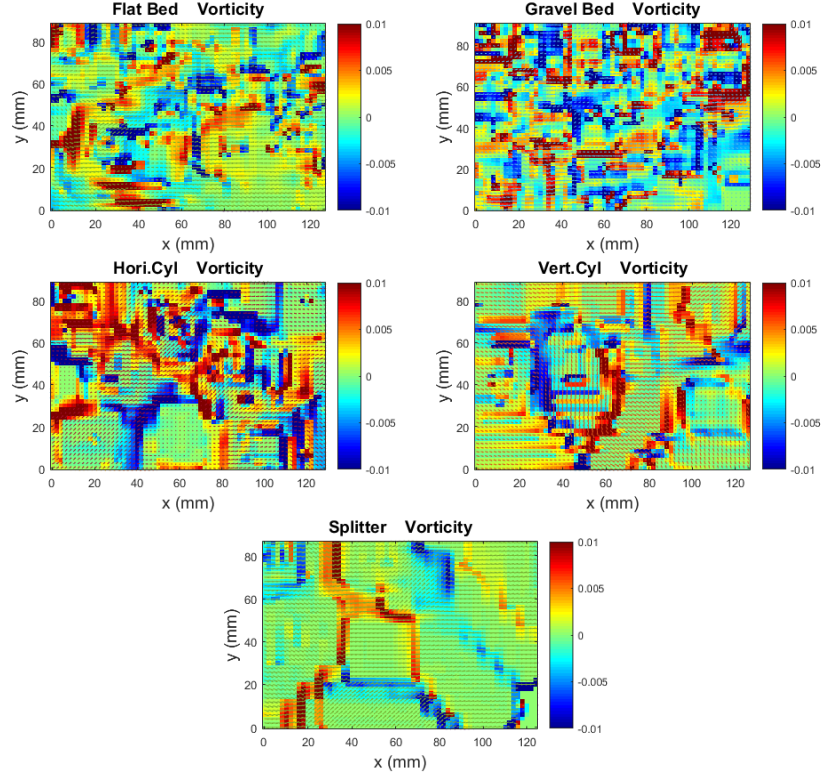 Flat Bed Vorticity
Gravel Bed Vorticity
80
60
40
20
0
y (mm)
0 20 40 60 80 100 120
x (mm)
0.01
0.005
0
-0.005
-0.01
80
60
40
20
0
y (mm)
0 20 40 60 80 100 120
x (mm)
0.01
0.005
0
-0.005
-0.01
Hori.Cyl Vorticity
Vert.Cyl Vorticity
80
60
40
20
0
y (mm)
0 20 40 60 80 100 120
x (mm)
0.01
0.005
0
-0.005
-0.01
80
60
40
20
0
y (mm)
0 20 40 60 80 100 120
x (mm)
0.01
0.005
0
-0.005
-0.01
Splitter Vorticity
80
60
40
20
0
y (mm)
0 20 40 60 80 100 120
x (mm)
0.01
0.005
0
-0.005
-0.01